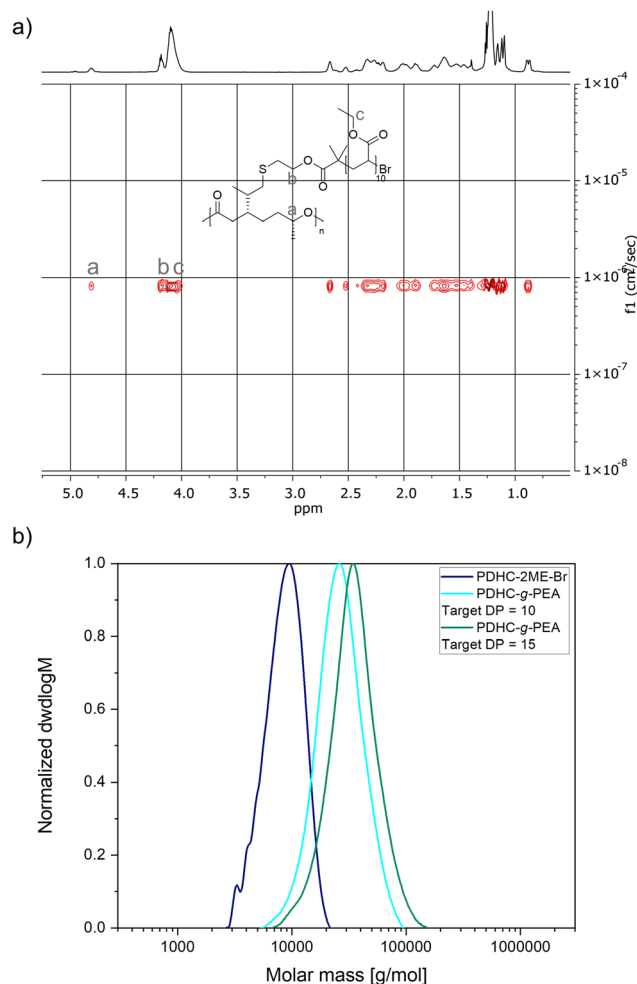 a)
1×10⁻⁴
c
O
O
S
O
Br
10
b
O
O
a
O
n
1×10⁻⁵
a
b c
1×10⁻⁶
1×10⁻⁷
1×10⁻⁸
f1 (cm²/sec)
5.0 4.5 4.0 3.5 3.0 2.5 2.0 1.5 1.0
ppm
b)
1.0
0.8
0.6
0.4
0.2
0.0
Normalized dwdlogM
PDHC-2ME-Br
PDHC-g-PEA
Target DP = 10
PDHC-g-PEA
Target DP = 15
1000 10000 100000 1000000
Molar mass [g/mol]